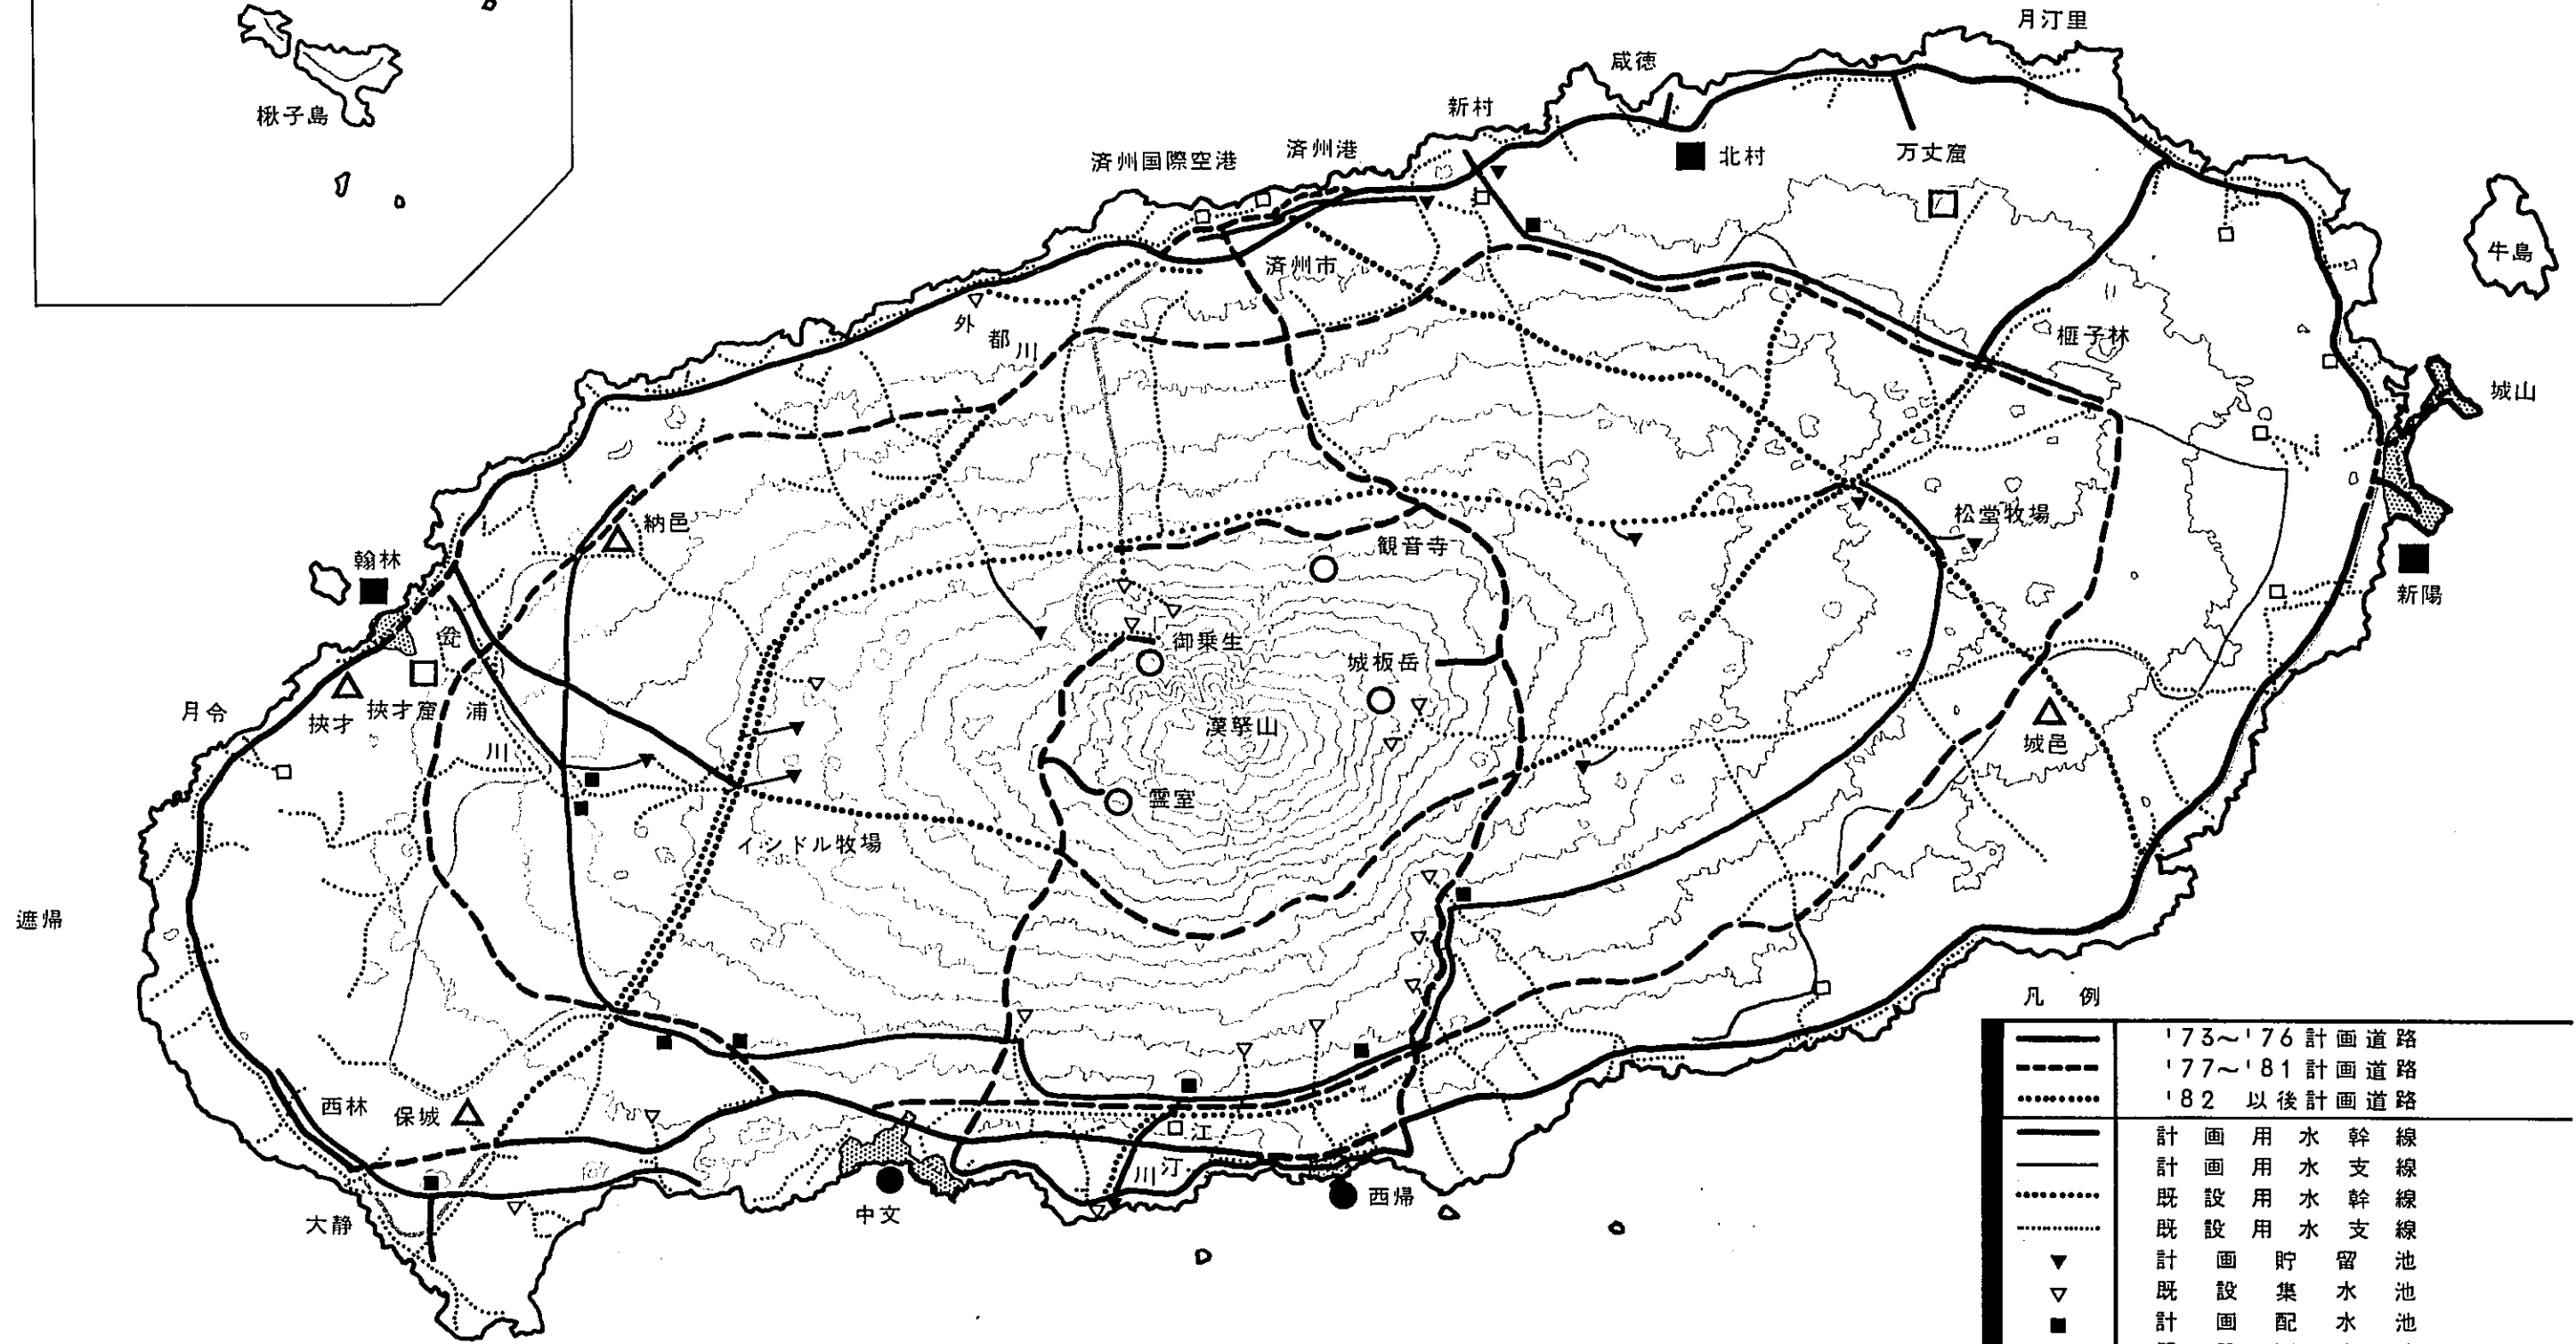 月汀里
咸徳
新村
楸子島
済州港
済州国際空港
北村
万丈窟
牛島
済州市
外
都
川
榧子林
城山
納邑
松堂牧場
観音寺
翰林
新陽
御乗生
城板岳
月令
挾才
挾才窟
浦
川
漢拏山
城邑
霊室
インドル牧場
遮帰
凡例
'73~'76計画道路
'77~'81計画道路
'82 以後計画道路
西林
保城
計画用水幹線
江
計画用水支線
汀
川
既設用水幹線
西帰
中文
大静
既設用水支線
計画貯留池
既設集水池
計画配水池